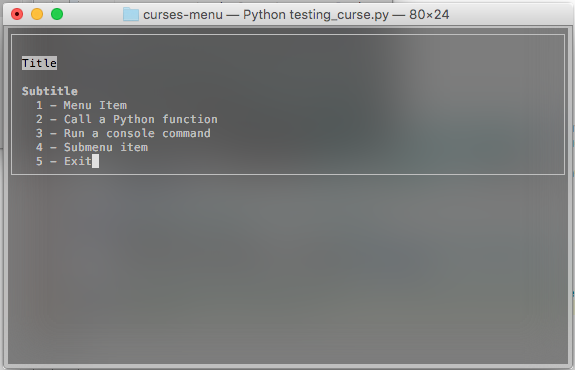 curses-menu — Python testing_curse.py — 80×24
Title
Subtitle
1 - Menu Item
2 - Call a Python function
3 - Run a console command
4 - Submenu item
5 - Exit